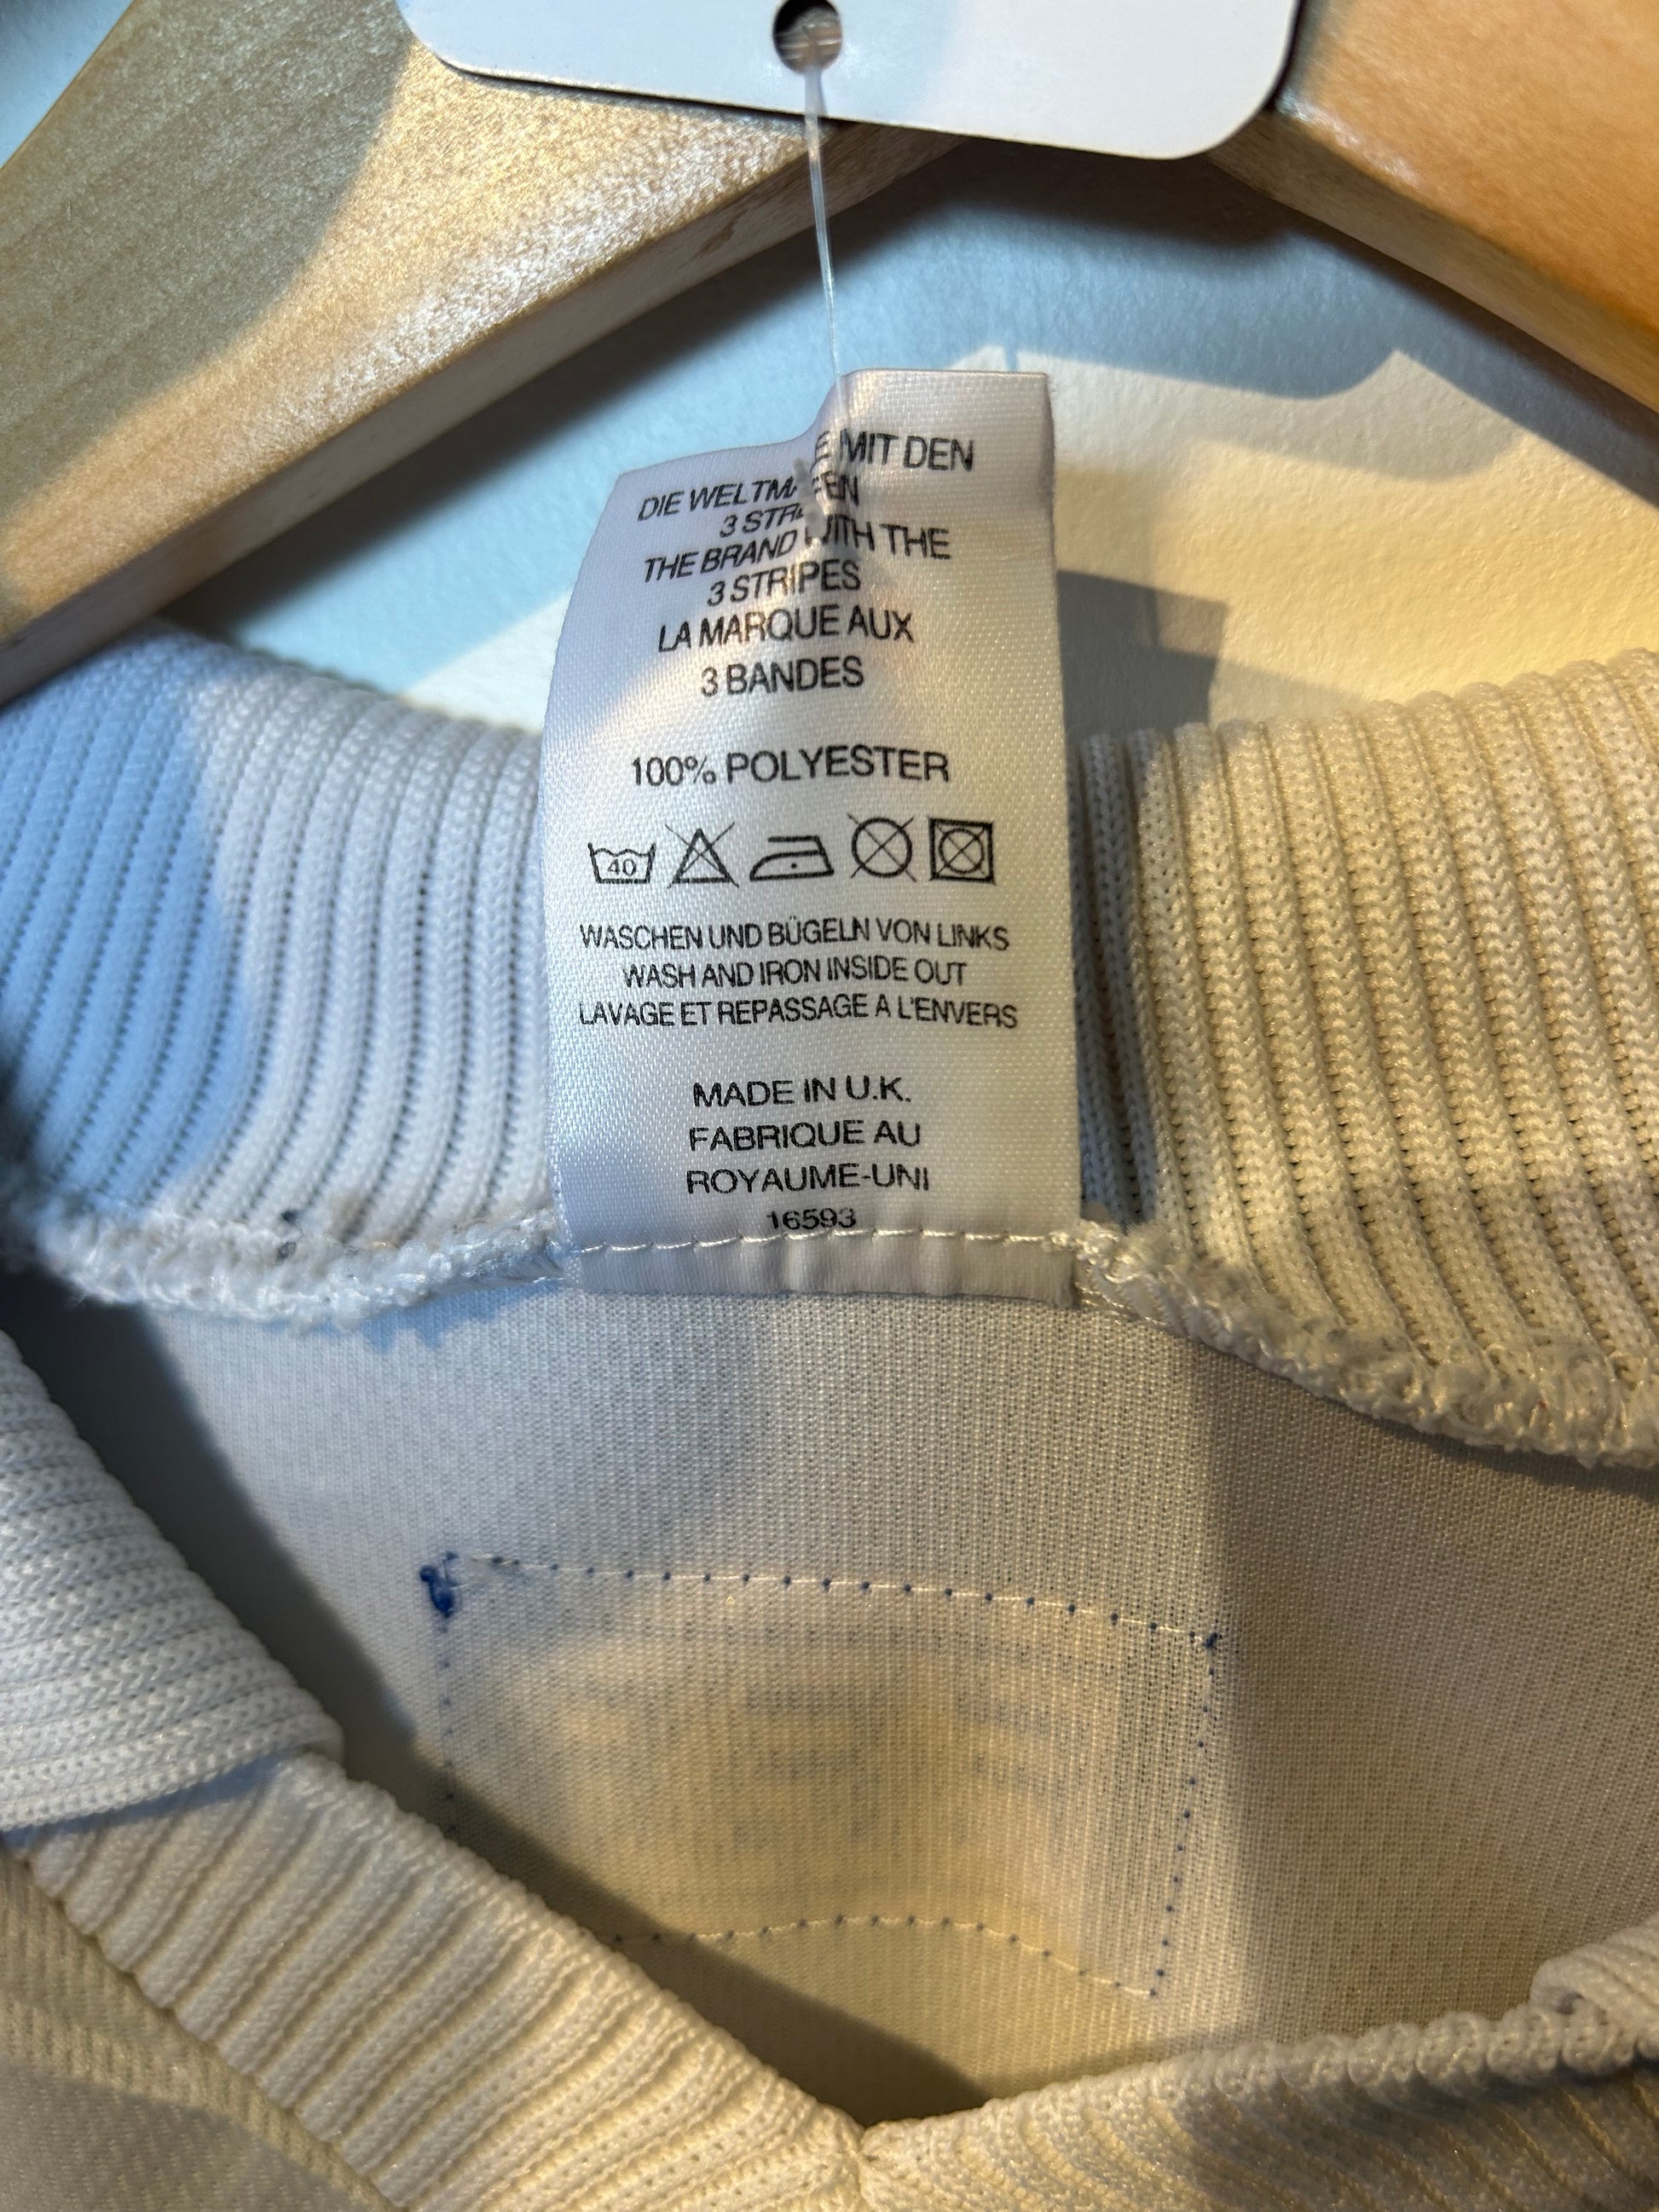 DIE WELTMA E MIT DEN
3 STR FEN
THE BRAND WITH THE
3 STRIPES
LA MARQUE AUX
3 BANDES
100% POLYESTER
40
WASCHEN UND BÜGELN VON LINKS
WASH AND IRON INSIDE OUT
LAVAGE ET REPASSAGE A L'ENVERS
MADE IN U.K.
FABRIQUE AU
ROYAUME-UNI
16593